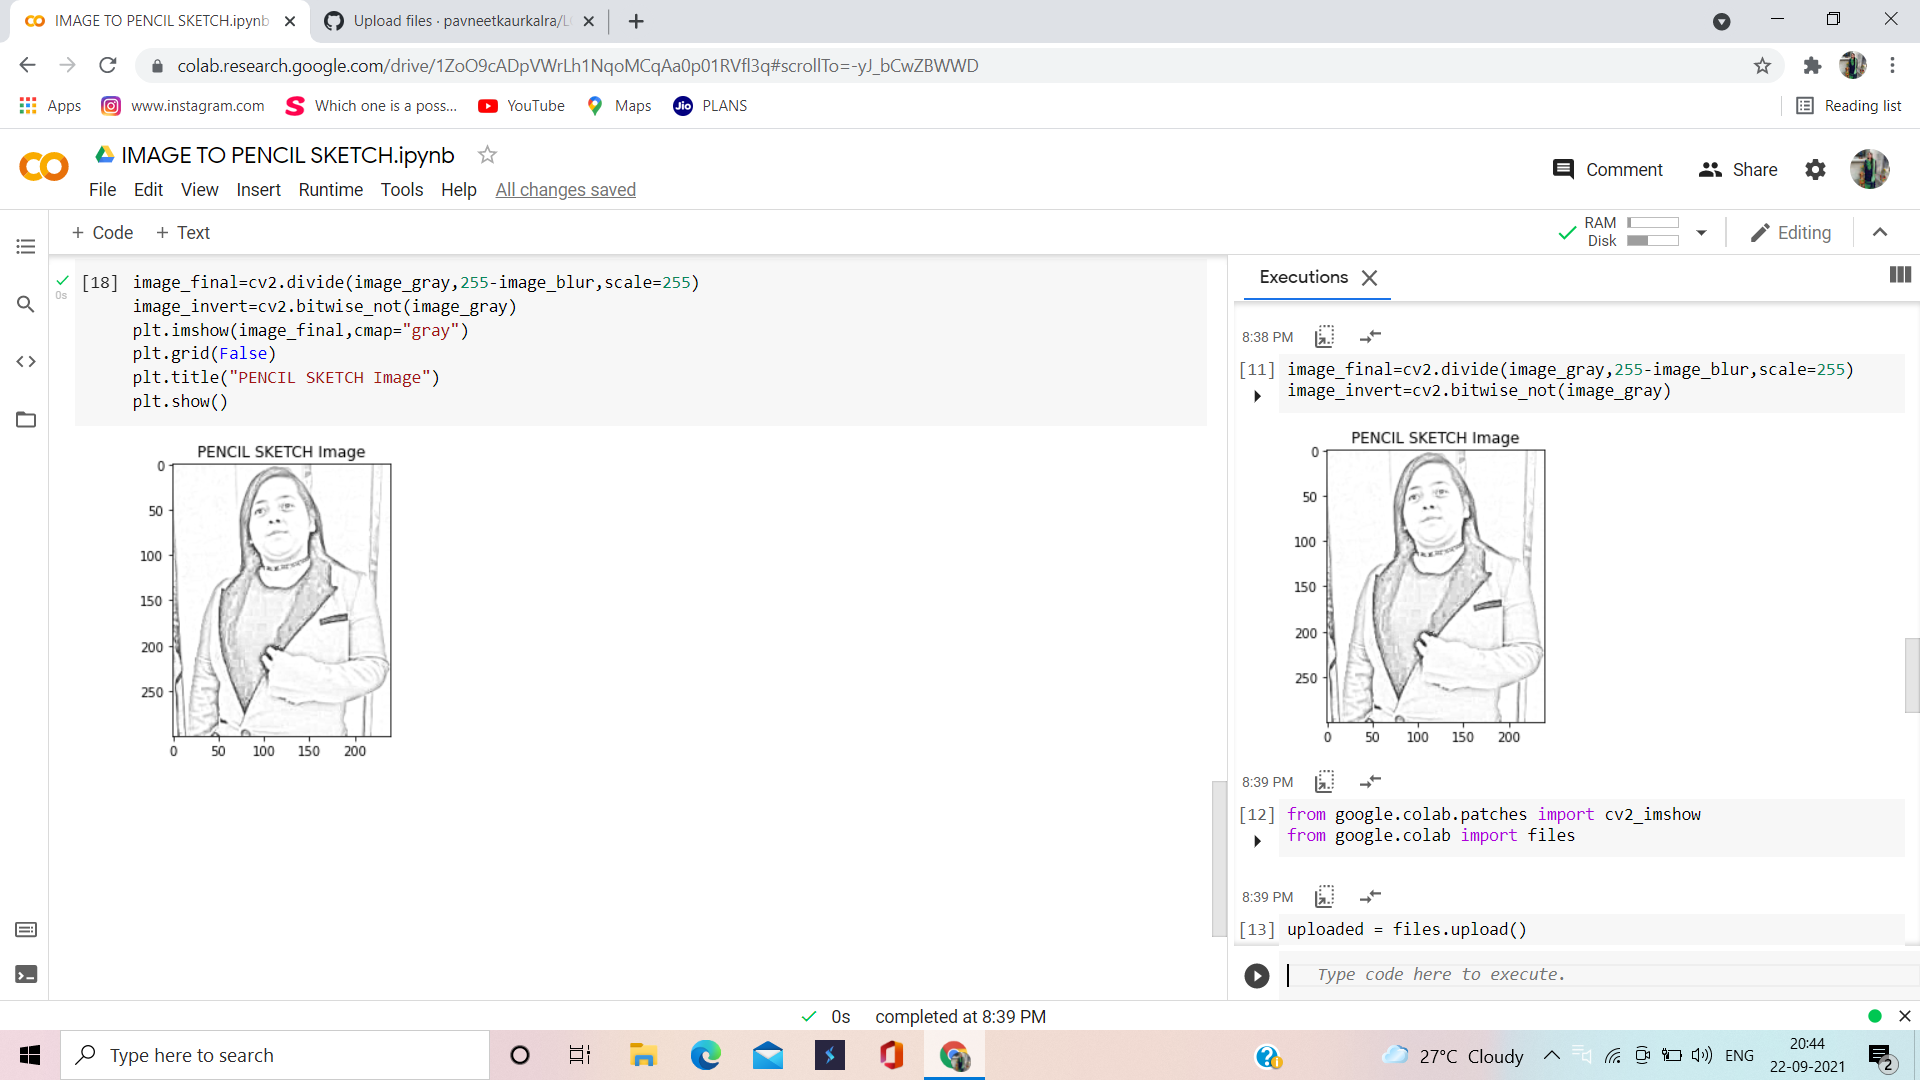 IMAGE TO PENCIL SKETCH.ipynb
Upload files · pavneetkaurkalra/L
colab.research.google.com/drive/1ZoO9cADpVWrLh1NqoMCqAa0p01RVfl3q#scrollTo=-yJ_bCwZBWWD
Apps www.instagram.com Which one is a poss... YouTube Maps Jio PLANS Reading list
IMAGE TO PENCIL SKETCH.ipynb
Comment Share
File Edit View Insert Runtime Tools Help All changes saved
+ Code + Text
RAM
Disk
Editing
[18] image_final=cv2.divide(image_gray,255-image_blur,scale=255)
0s
image_invert=cv2.bitwise_not(image_gray)
plt.imshow(image_final,cmap="gray")
plt.grid(False)
plt.title("PENCIL SKETCH Image")
plt.show()
PENCIL SKETCH Image
0
50
100
150
200
250
0 50 100 150 200
Executions
8:38 PM
[11] image_final=cv2.divide(image_gray,255-image_blur,scale=255)
image_invert=cv2.bitwise_not(image_gray)
PENCIL SKETCH Image
0
50
100
150
200
250
0 50 100 150 200
8:39 PM
[12] from google.colab.patches import cv2_imshow
from google.colab import files
8:39 PM
[13] uploaded = files.upload()
Type code here to execute.
0s completed at 8:39 PM
Type here to search
27°C Cloudy
ENG
20:44
22-09-2021
2